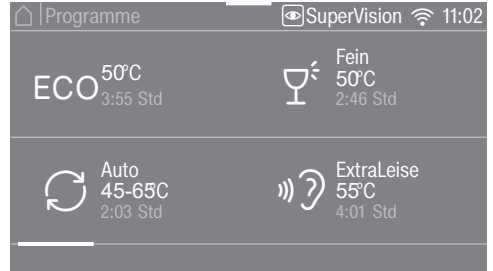 Programme
SuperVision 11:02
ECO 50°C
3:55 Std
Fein
50°C
2:46 Std
Auto
45-65°C
2:03 Std
ExtraLeise
55°C
4:01 Std